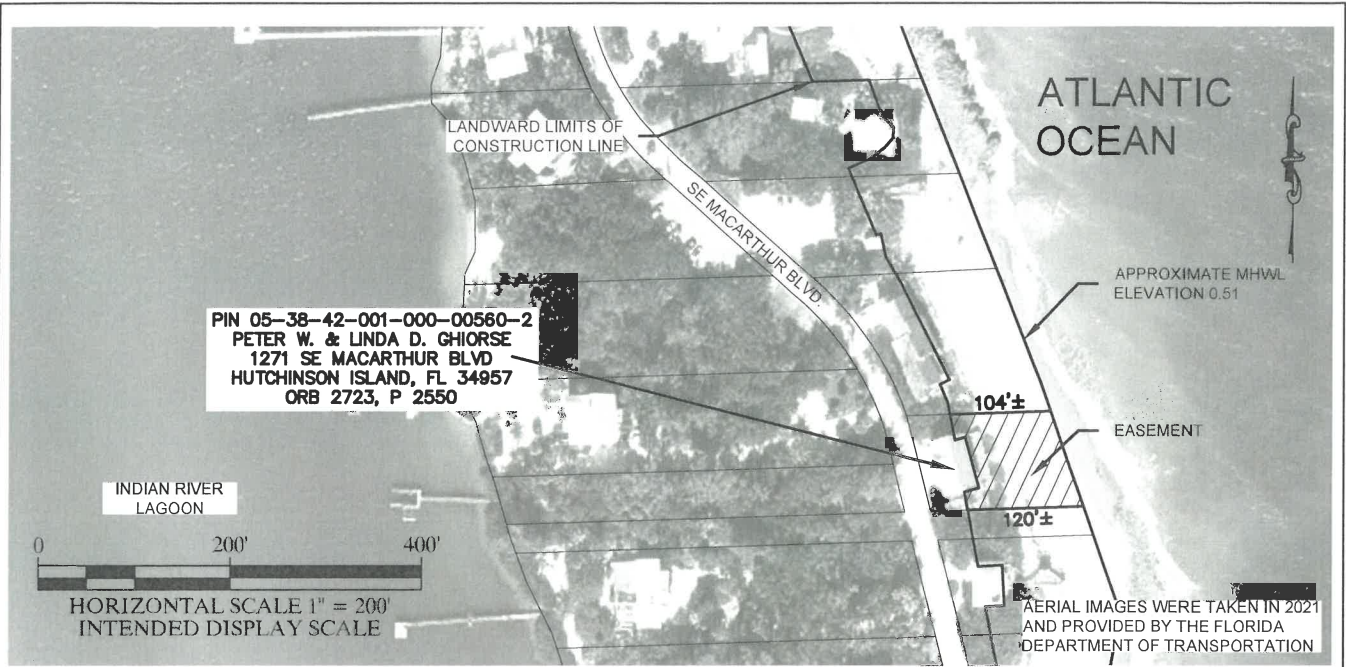 ATLANTIC
OCEAN
LANDWARD LIMITS OF
CONSTRUCTION LINE
SE MACARTHUR BLVD.
APPROXIMATE MHWL
ELEVATION 0.51
PIN 05-38-42-001-000-00560-2
PETER W. & LINDA D. GHIORSE
1271 SE MACARTHUR BLVD
HUTCHINSON ISLAND, FL 34957
ORB 2723, P 2550
104'±
EASEMENT
120'±
INDIAN RIVER
LAGOON
0 200' 400'
HORIZONTAL SCALE 1" = 200'
INTENDED DISPLAY SCALE
AERIAL IMAGES WERE TAKEN IN 2021
AND PROVIDED BY THE FLORIDA
DEPARTMENT OF TRANSPORTATION